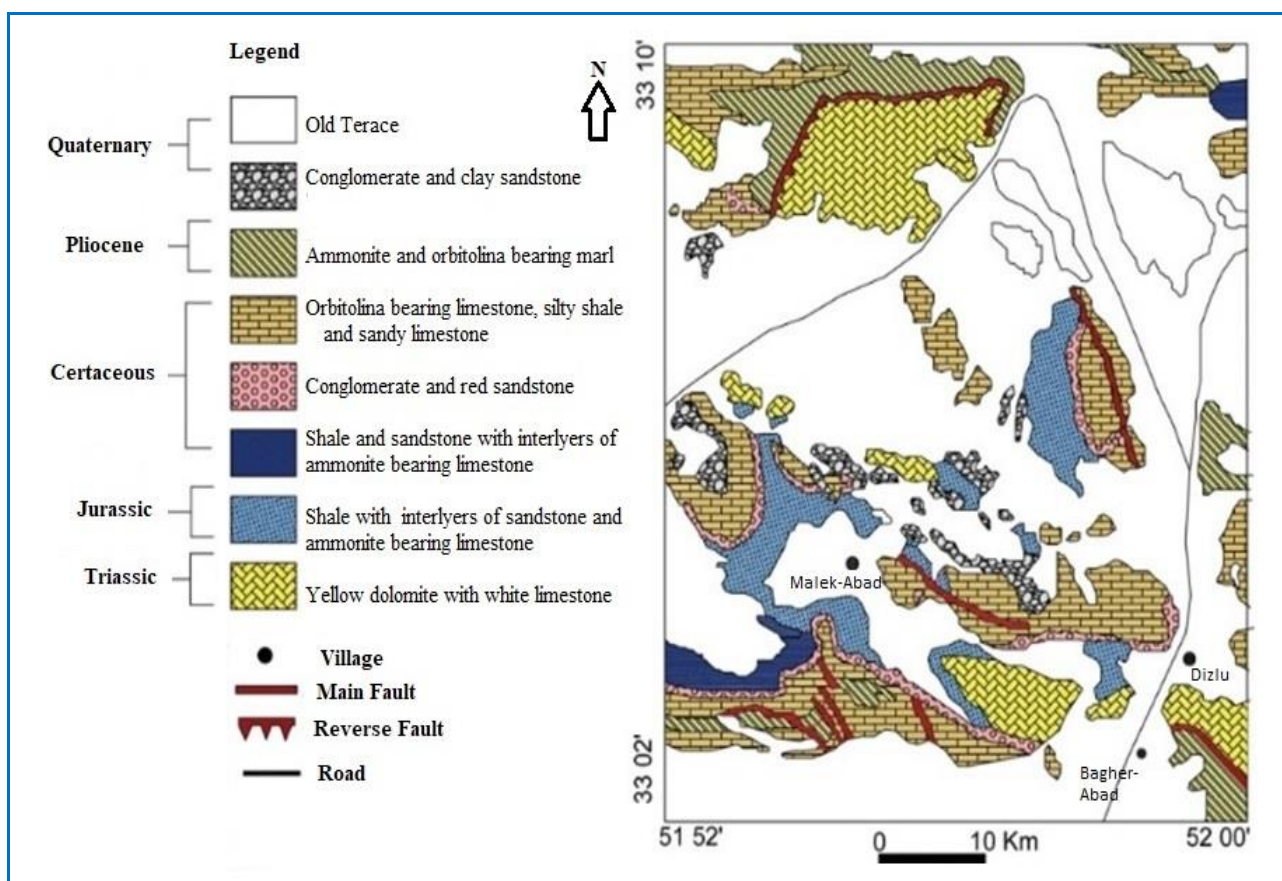 Legend
Quaternary
Old Terace
Conglomerate and clay sandstone
Pliocene
Ammonite and orbitolina bearing marl
Certaceous
Orbitolina bearing limestone, silty shale
and sandy limestone
Conglomerate and red sandstone
Shale and sandstone with interlyers of
ammonite bearing limestone
Jurassic
Shale with interlyers of sandstone and
ammonite bearing limestone
Triassic
Yellow dolomite with white limestone
Village
Main Fault
Reverse Fault
Road
N
33 10'
33 02'
Malek-Abad
Dizlu
Bagher-
Abad
51 52'
52 00'
0
10 Km